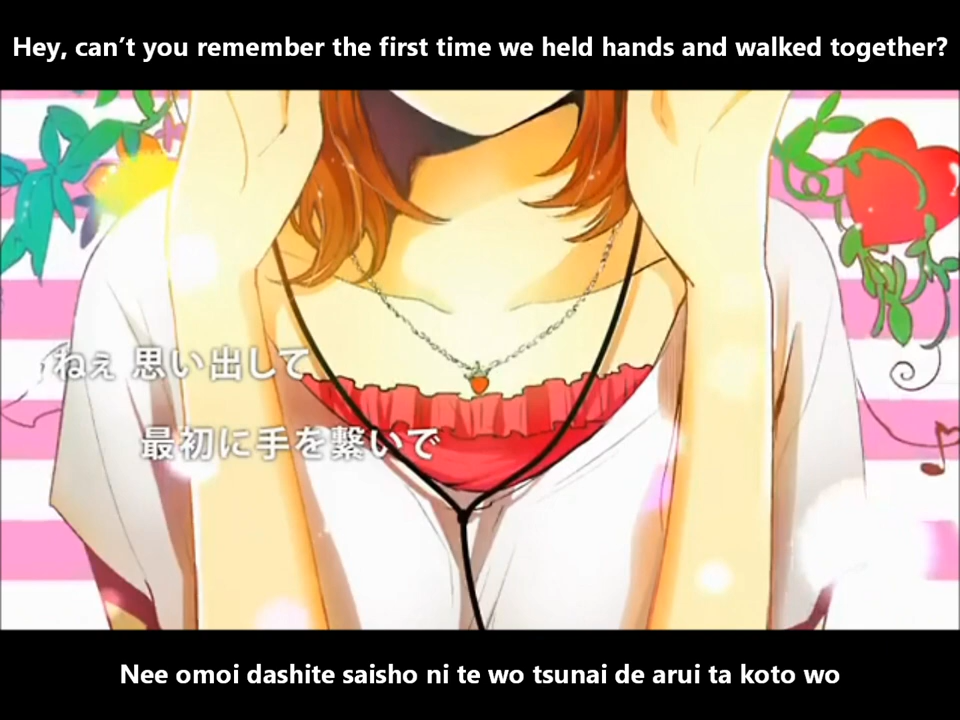 Hey, can't you remember the first time we held hands and walked together?
ねぇ 思い出して
最初に手を繋いで
Nee omoi dashite saisho ni te wo tsunai de arui ta koto wo